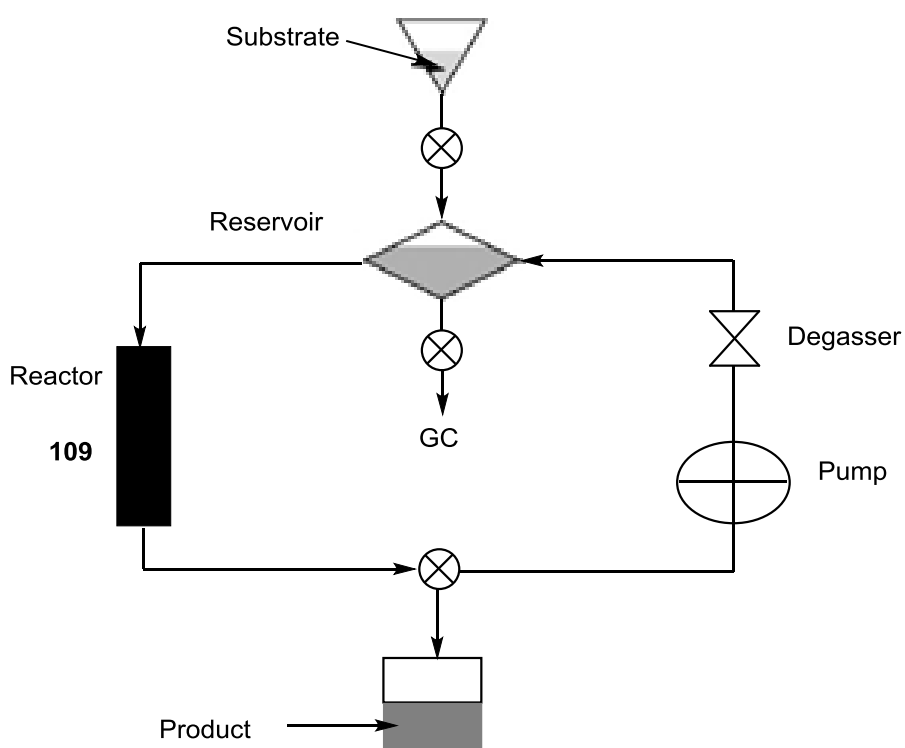 Substrate
Reservoir
Degasser
Reactor
109
GC
Pump
Product